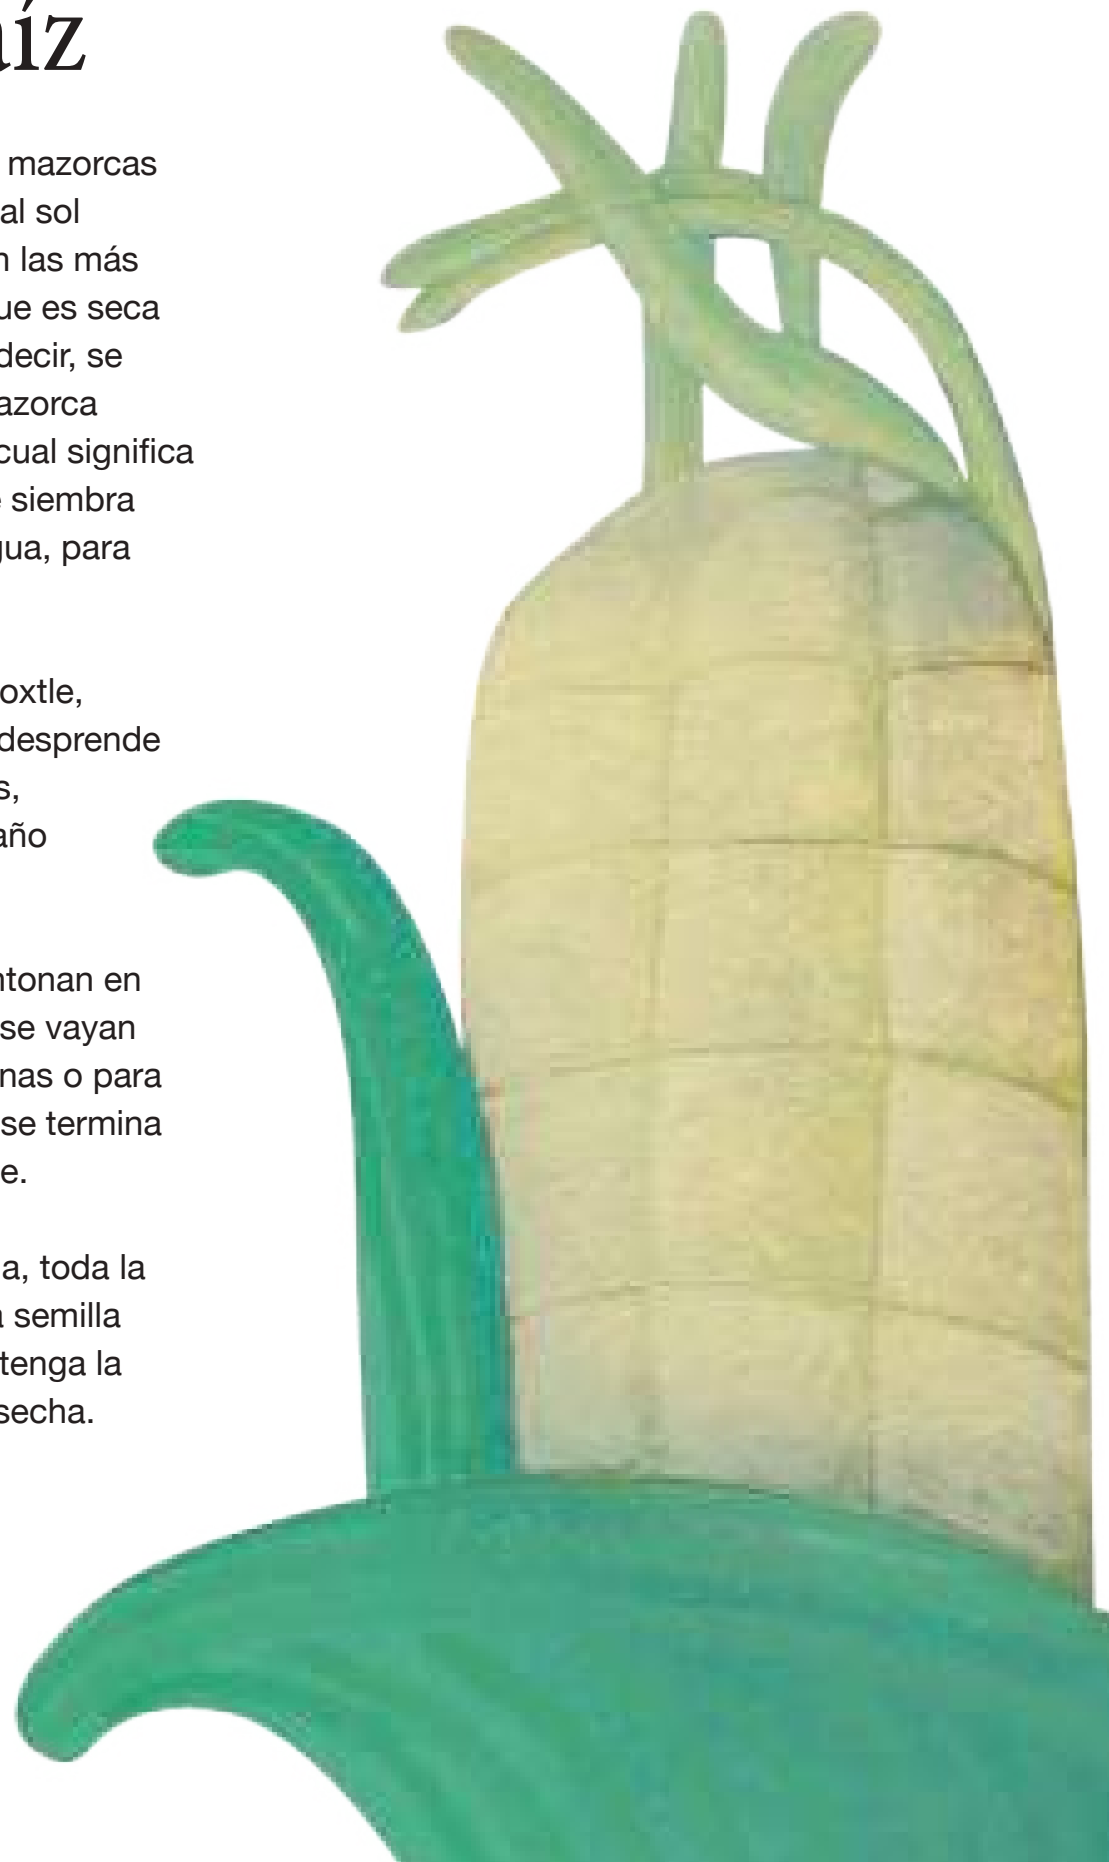 aíz
mazorcas
al sol
n las más
ue es seca
decir, se
azorca
cual significa
e siembra
gua, para
oxtle,
desprende
s,
año
ntonan en
se vayan
nas o para
se termina
e.
a, toda la
a semilla
tenga la
secha.